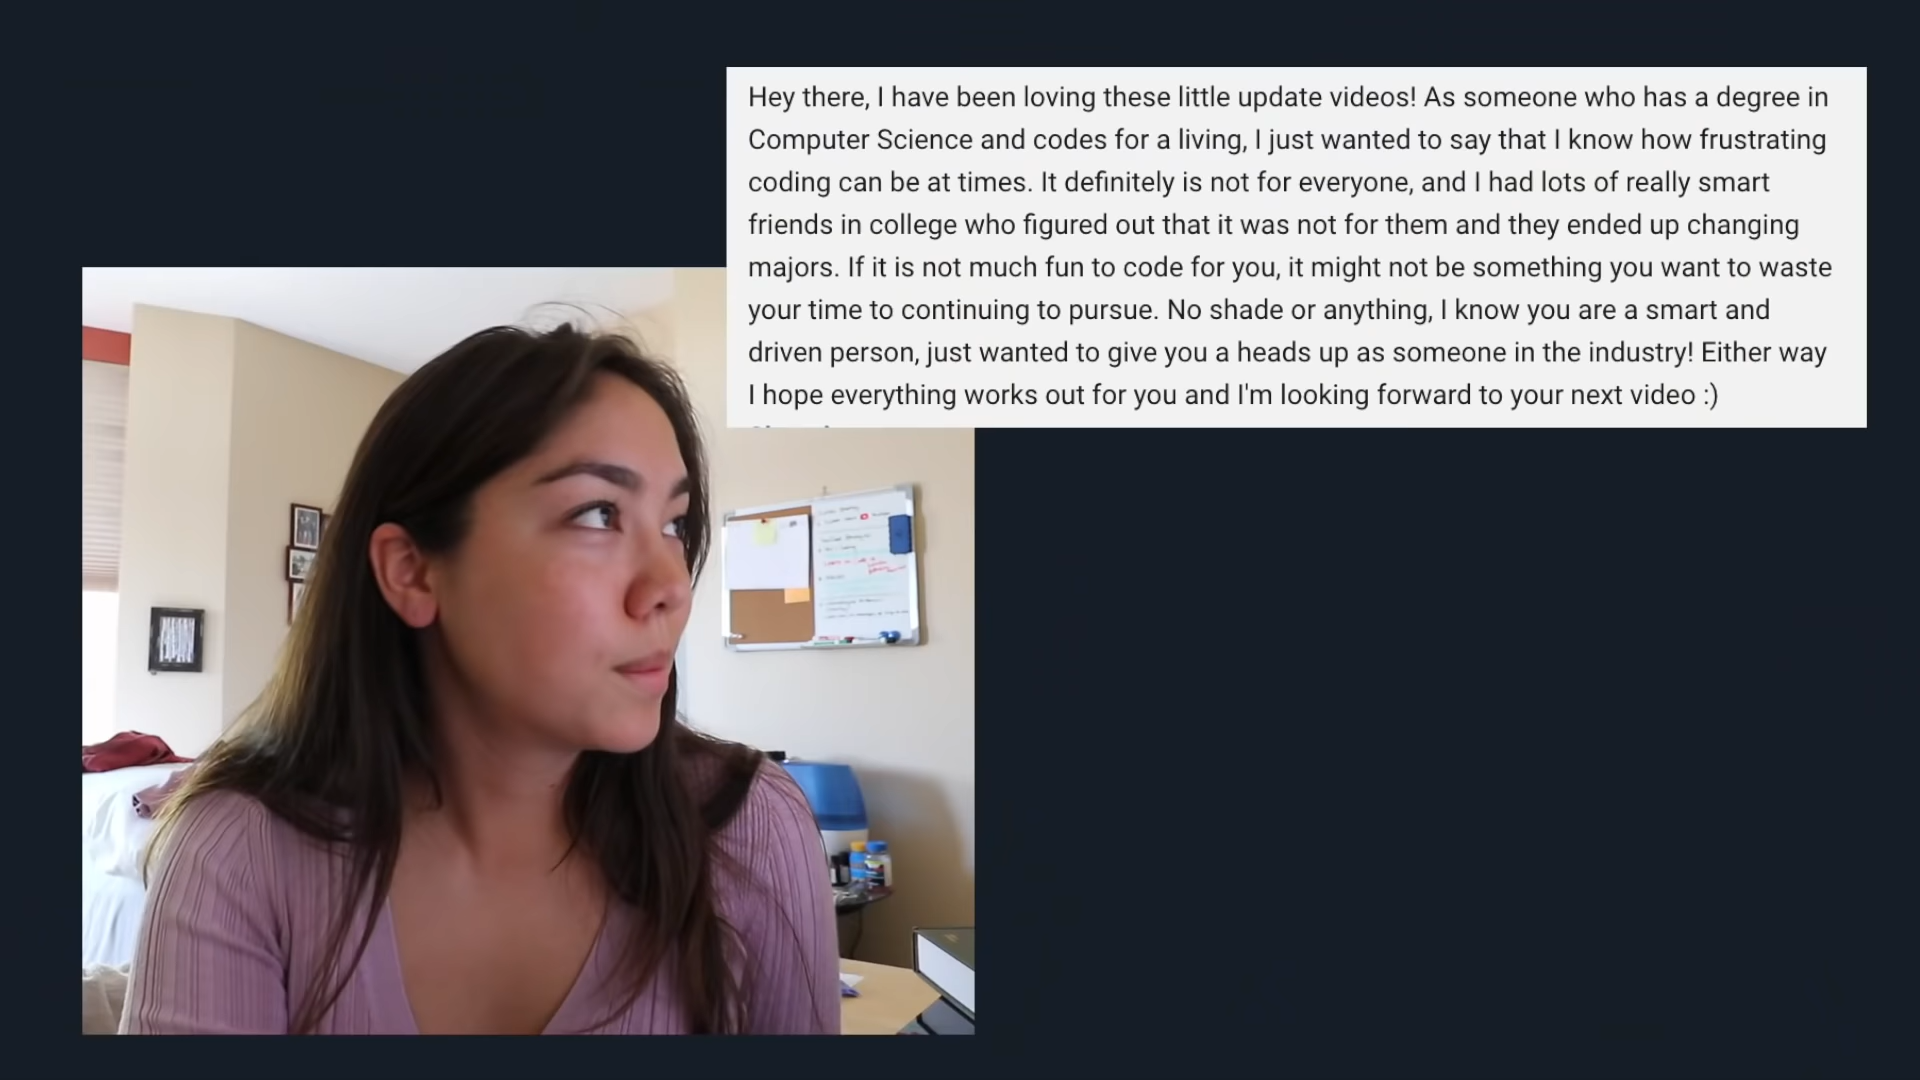 Hey there, I have been loving these little update videos! As someone who has a degree in
Computer Science and codes for a living, I just wanted to say that I know how frustrating
coding can be at times. It definitely is not for everyone, and I had lots of really smart
friends in college who figured out that it was not for them and they ended up changing
majors. If it is not much fun to code for you, it might not be something you want to waste
your time to continuing to pursue. No shade or anything, I know you are a smart and
driven person, just wanted to give you a heads up as someone in the industry! Either way
I hope everything works out for you and I'm looking forward to your next video :)